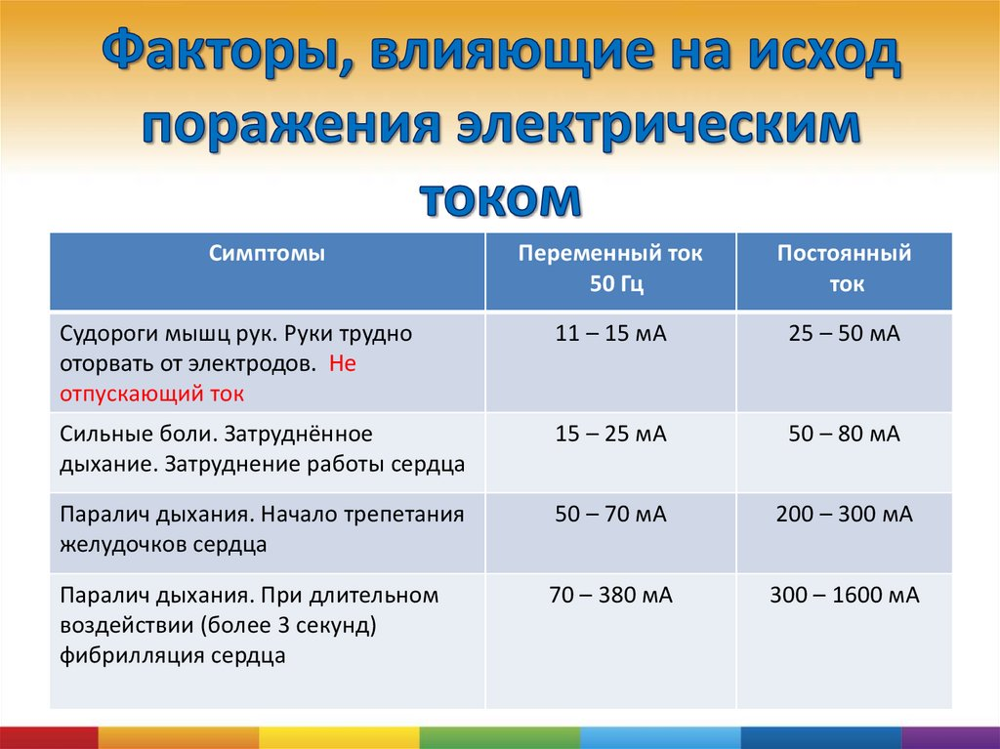 Факторы, влияющие на исход
поражения электрическим
током
Симптомы
Переменный ток
50 Гц
Постоянный
ток
Судороги мышц рук. Руки трудно
оторвать от электродов. Не
отпускающий ток
11 – 15 мА
25 – 50 мА
Сильные боли. Затруднённое
дыхание. Затруднение работы сердца
15 – 25 мА
50 – 80 мА
Паралич дыхания. Начало трепетания
желудочков сердца
50 – 70 мА
200 – 300 мА
Паралич дыхания. При длительном
воздействии (более 3 секунд)
фибрилляция сердца
70 – 380 мА
300 – 1600 мА